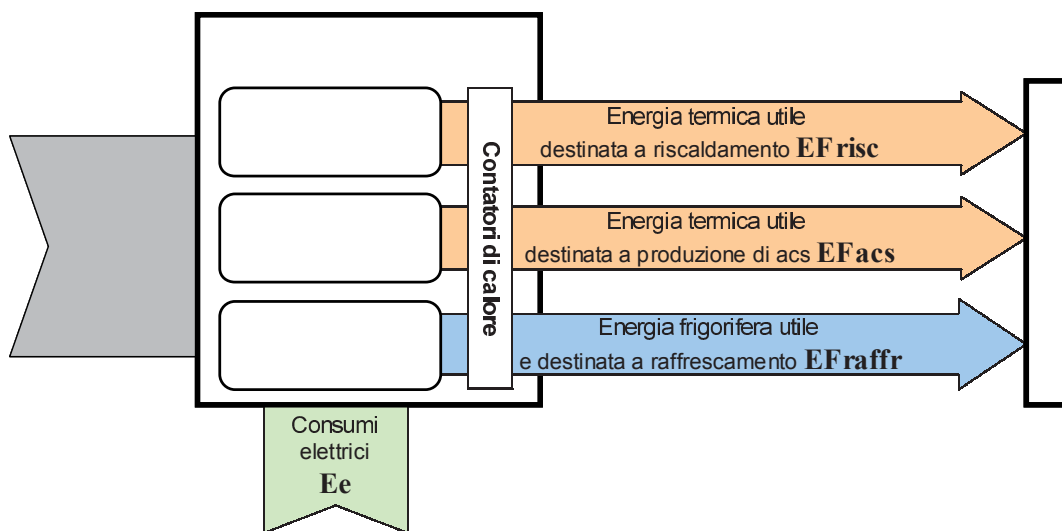 Energia termica utile
destinata a riscaldamento EFrisc
Contatori di calore
Energia termica utile
destinata a produzione di acs EFacs
Energia frigorifera utile
e destinata a raffrescamento EFraffr
Consumi
elettrici
Ee